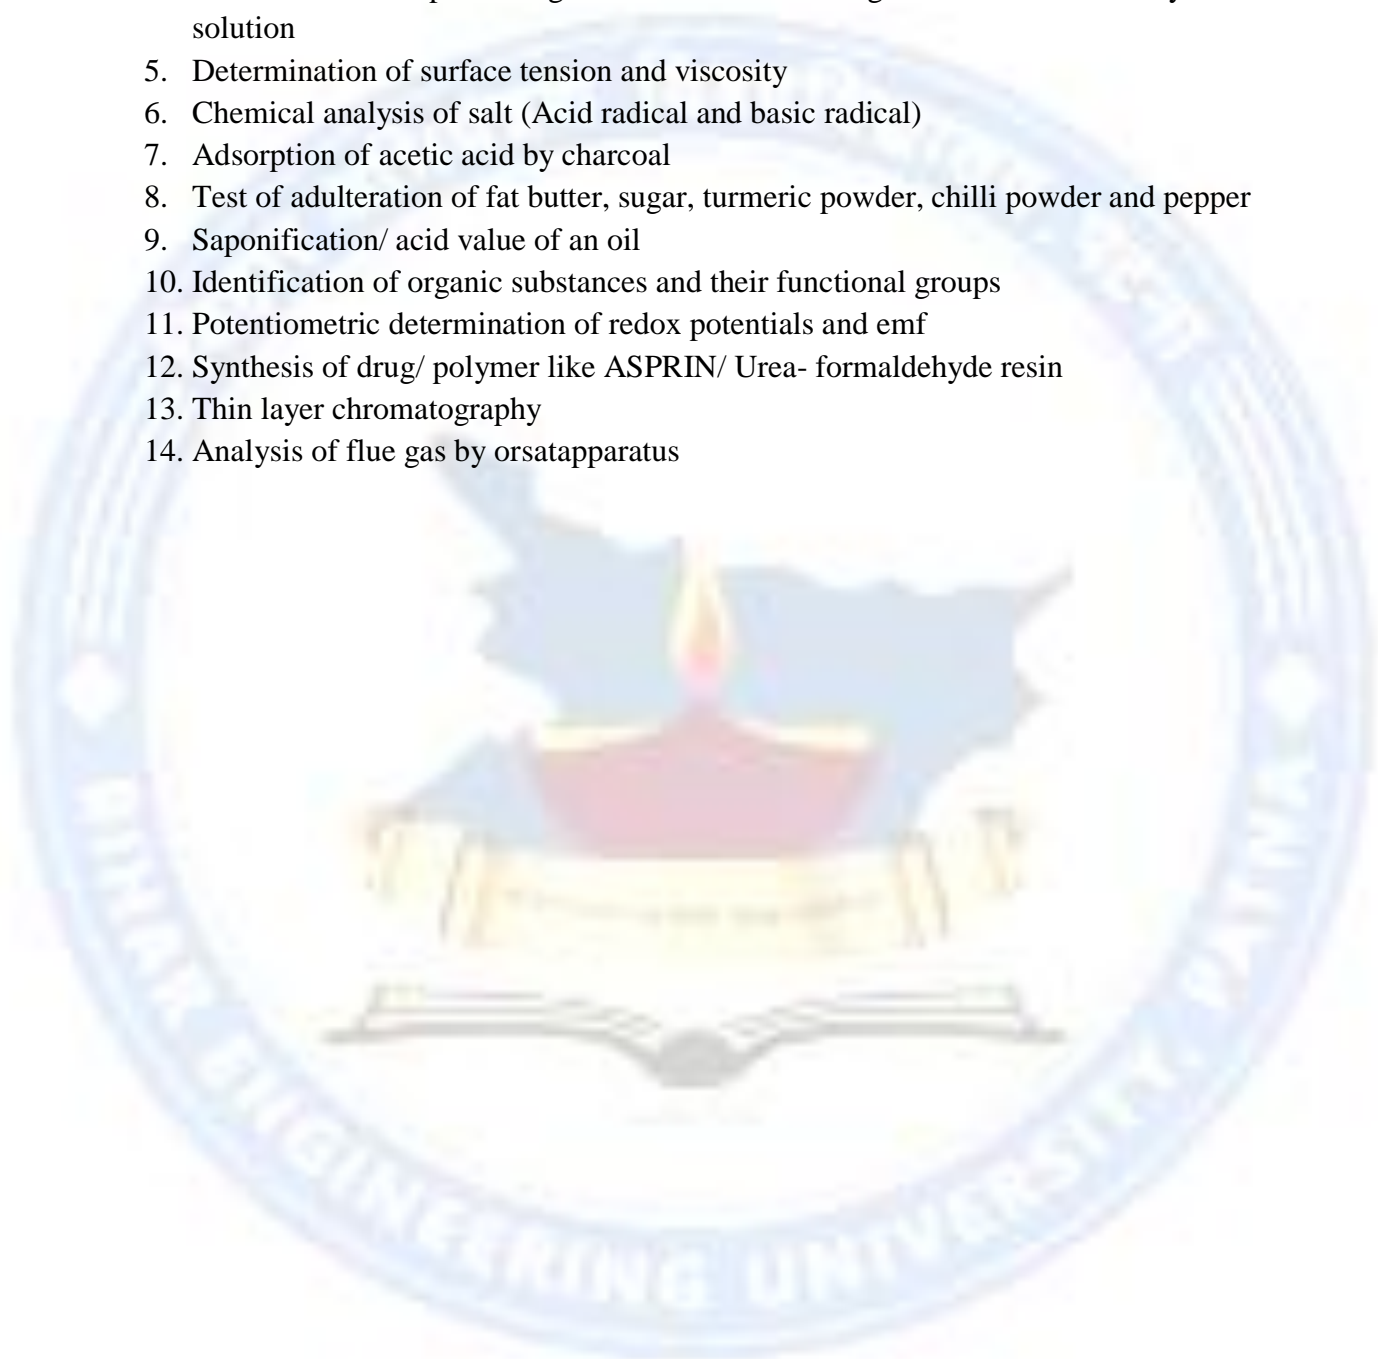 solution
5. Determination of surface tension and viscosity
6. Chemical analysis of salt (Acid radical and basic radical)
7. Adsorption of acetic acid by charcoal
8. Test of adulteration of fat butter, sugar, turmeric powder, chilli powder and pepper
9. Saponification/ acid value of an oil
10. Identification of organic substances and their functional groups
11. Potentiometric determination of redox potentials and emf
12. Synthesis of drug/ polymer like ASPRIN/ Urea- formaldehyde resin
13. Thin layer chromatography
14. Analysis of flue gas by orsatapparatus
BIHAR ENGINEERING UNIVERSITY, PATNA